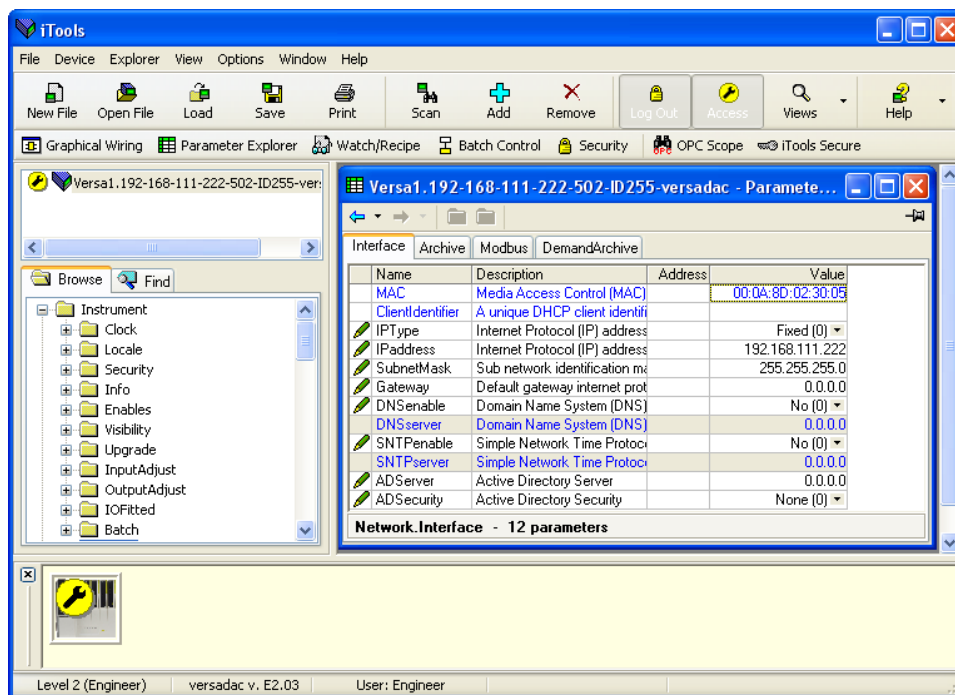 iTools
File Device Explorer View Options Window Help
New File Open File Load Save Print Scan Add Remove Log Out Access Views Help
Graphical Wiring Parameter Explorer Watch/Recipe Batch Control Security OPC Scope iTools Secure
Versa1.192-168-111-222-502-ID255-vers
Browse Find
Instrument
Clock
Locale
Security
Info
Enables
Visibility
Upgrade
InputAdjust
OutputAdjust
IOFitted
Batch
Versa1.192-168-111-222-502-ID255-versadac - Paramete...
Interface Archive Modbus DemandArchive
Name Description Address Value
MAC Media Access Control (MAC) 00:0A:8D:02:30:05
ClientIdentifier A unique DHCP client identifi
IPType Internet Protocol (IP) address Fixed (0)
IPaddress Internet Protocol (IP) address 192.168.111.222
SubnetMask Sub network identification ma 255.255.255.0
Gateway Default gateway internet prot 0.0.0.0
DNSenable Domain Name System (DNS) No (0)
DNSserver Domain Name System (DNS) 0.0.0.0
SNTPenable Simple Network Time Protoc No (0)
SNTPserver Simple Network Time Protoc 0.0.0.0
ADServer Active Directory Server 0.0.0.0
ADSecurity Active Directory Security None (0)
Network.Interface - 12 parameters
Level 2 (Engineer) versadac v. E2.03 User: Engineer